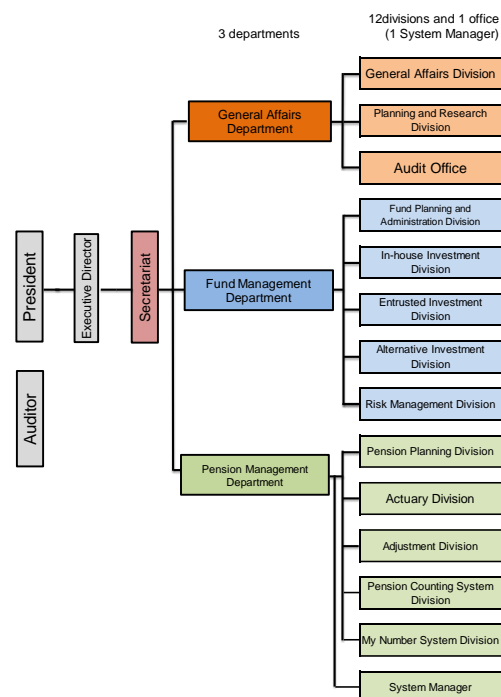 3 departments
12divisions and 1 office
(1 System Manager)
President
Executive Director
Secretariat
Auditor
General Affairs
Department
General Affairs Division
Planning and Research
Division
Audit Office
Fund Management
Department
Fund Planning and
Administration Division
In-house Investment
Division
Entrusted Investment
Division
Alternative Investment
Division
Risk Management Division
Pension Management
Department
Pension Planning Division
Actuary Division
Adjustment Division
Pension Counting System
Division
My Number System Division
System Manager